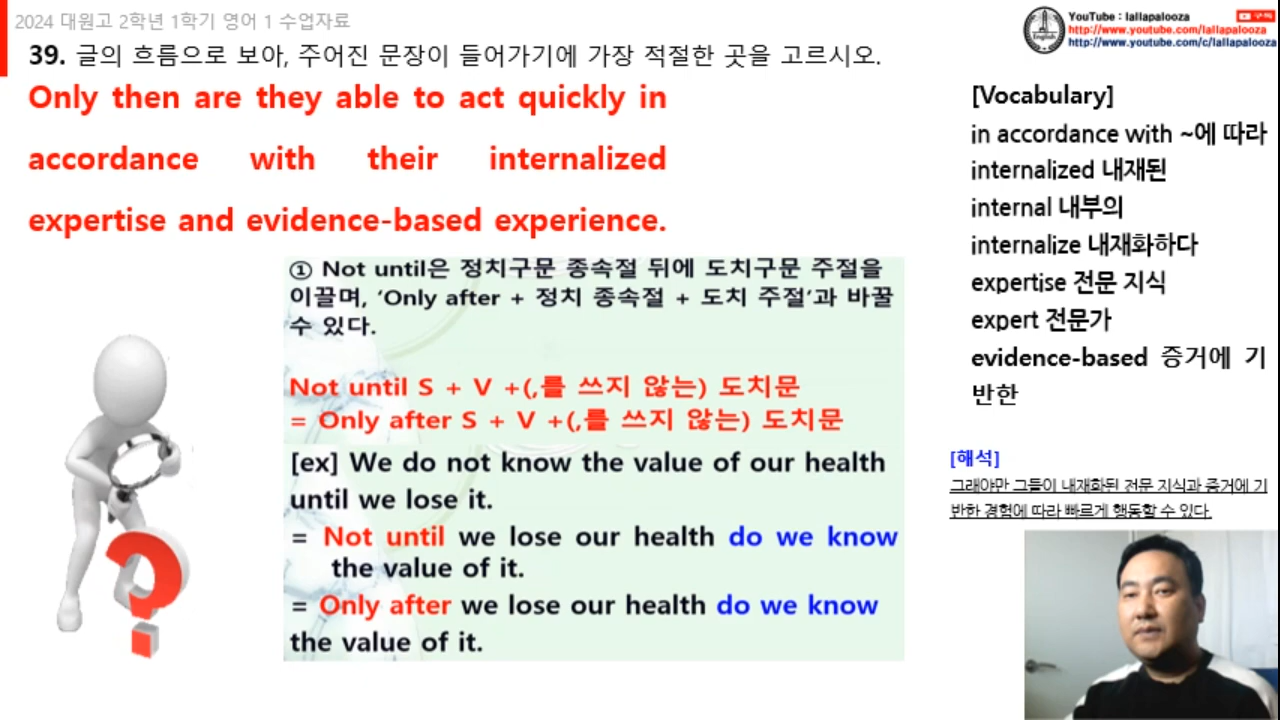 2024 대원고 2학년 1학기 영어 1 수업자료
39. 글의 흐름으로 보아, 주어진 문장이 들어가기에 가장 적절한 곳을 고르시오.
Only then are they able to act quickly in
accordance with their internalized
expertise and evidence-based experience.
① Not until은 정치구문 종속절 뒤에 도치구문 주절을
이끌며, ‘Only after + 정치 종속절 + 도치 주절’과 바꿀
수 있다.
Not until S + V +(,를 쓰지 않는) 도치문
= Only after S + V +(,를 쓰지 않는) 도치문
[ex] We do not know the value of our health
until we lose it.
= Not until we lose our health do we know
the value of it.
= Only after we lose our health do we know
the value of it.
YouTube : lallapalooza
구독
http://www.youtube.com/lallapalooza
http://www.youtube.com/c/lallapalooza
English
[Vocabulary]
in accordance with ~에 따라
internalized 내재된
internal 내부의
internalize 내재화하다
expertise 전문 지식
expert 전문가
evidence-based 증거에 기
반한
[해석]
그래야만 그들이 내재화된 전문 지식과 증거에 기
반한 경험에 따라 빠르게 행동할 수 있다.